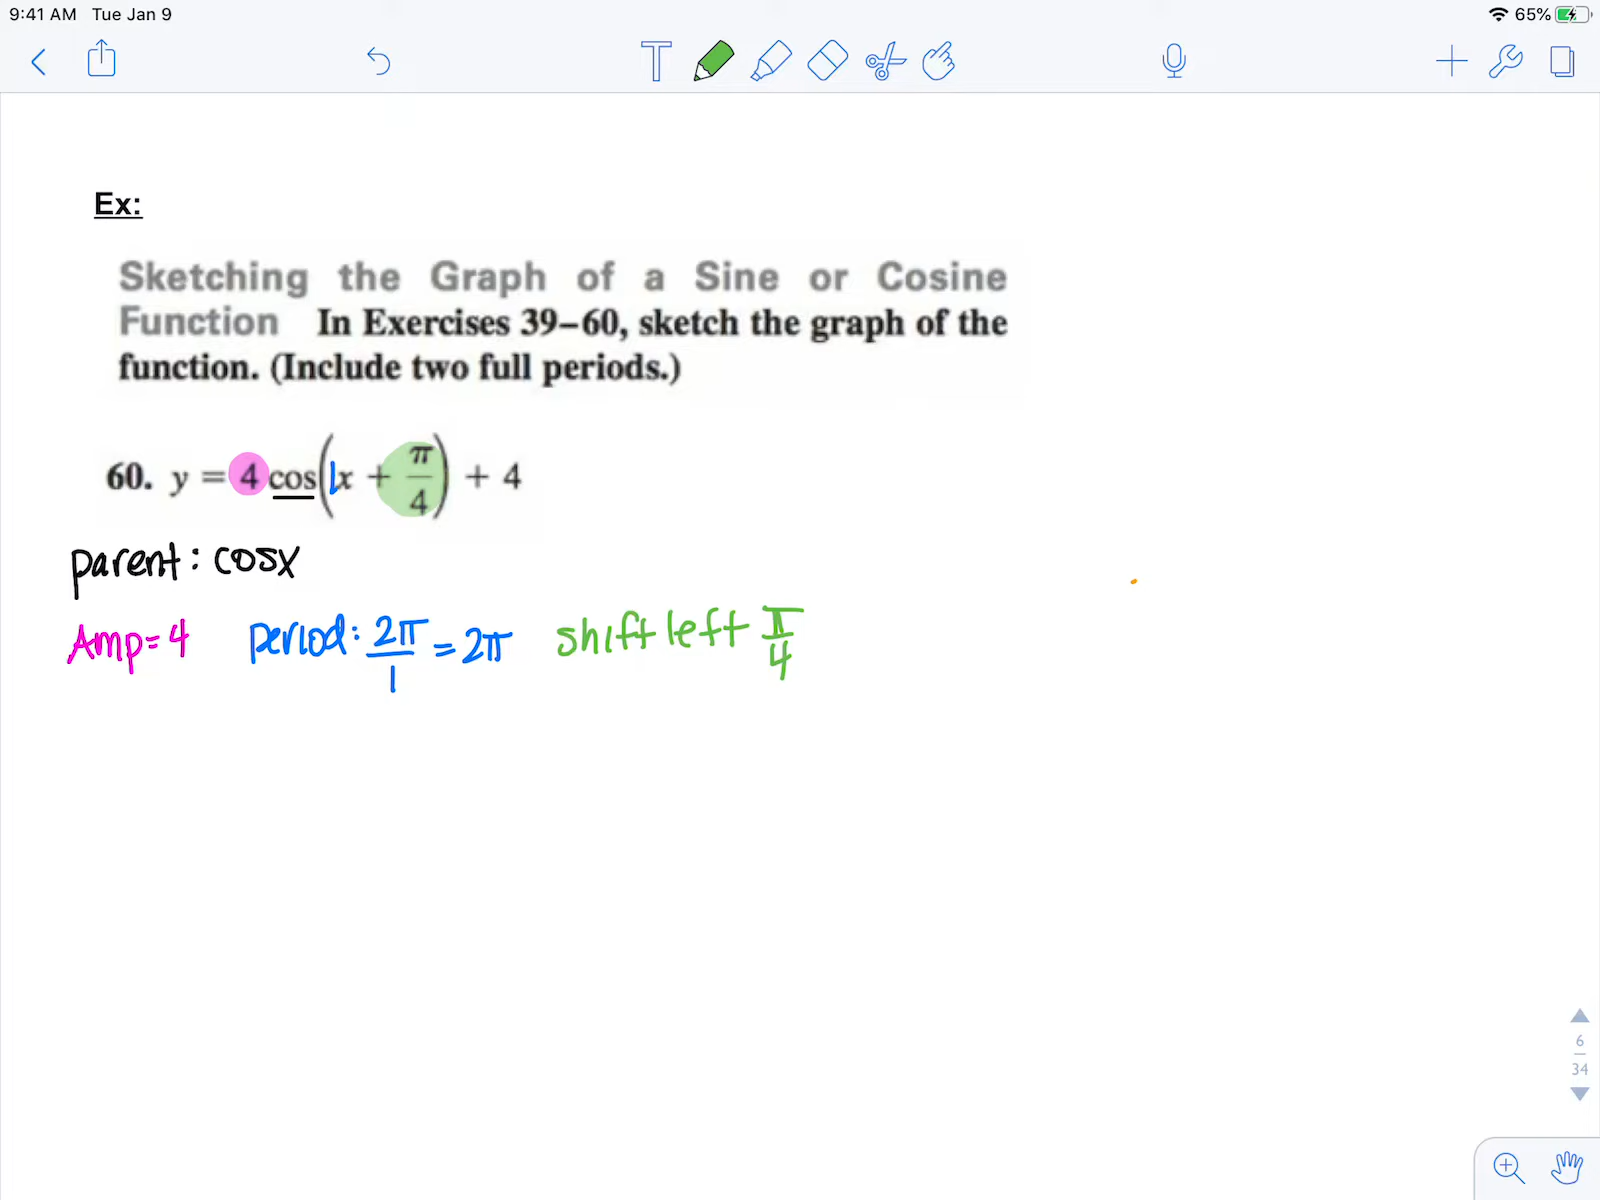 9:41 AM Tue Jan 9 65%
T
Ex:
Sketching the Graph of a Sine or Cosine
Function In Exercises 39–60, sketch the graph of the
function. (Include two full periods.)
60. y = 4 cos(1x + π/4) + 4
parent: cosx
Amp=4 period: 2π/1 = 2π shift left π/4
6
34